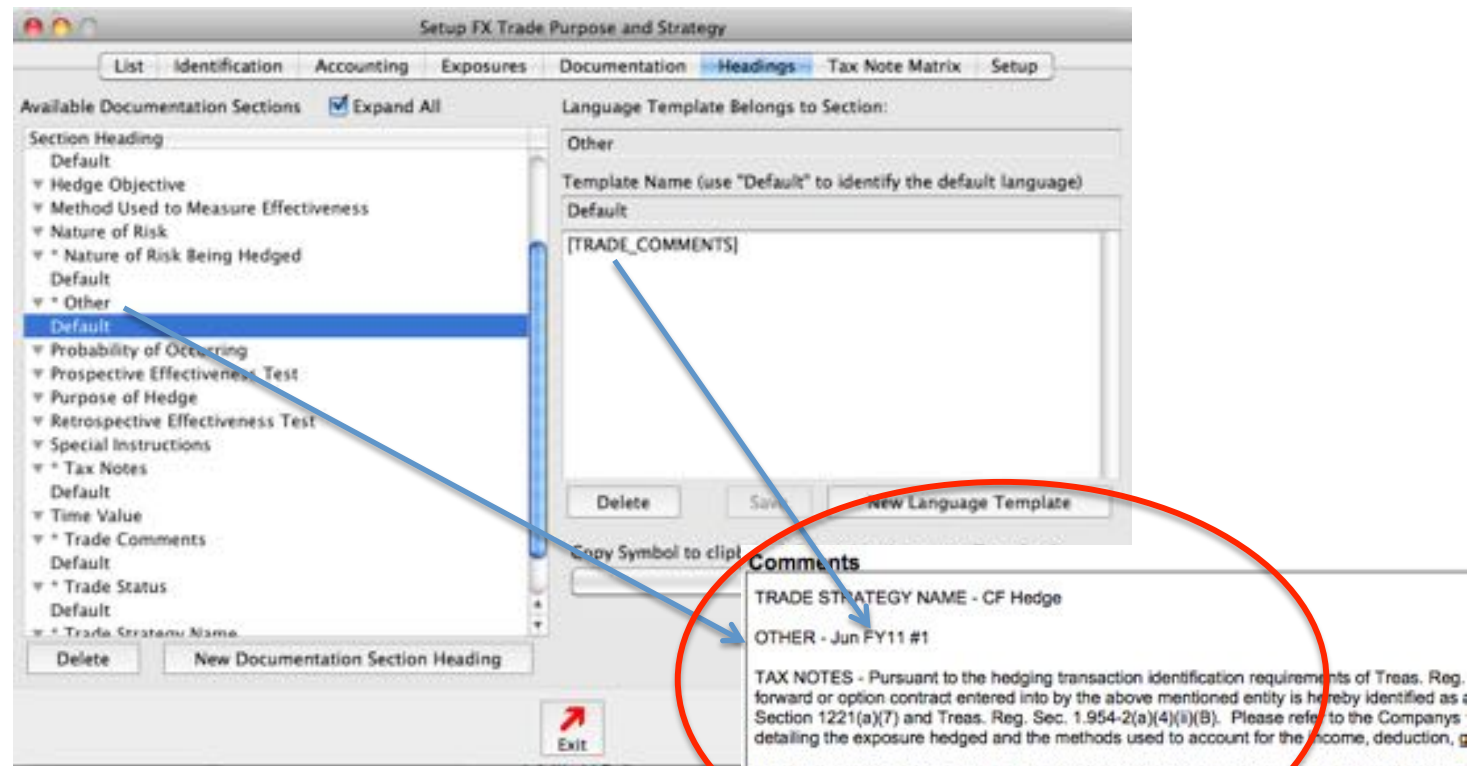 Setup FX Trade Purpose and Strategy
List Identification Accounting Exposures Documentation Headings Tax Note Matrix Setup
Available Documentation Sections Expand All
Section Heading
Default
Hedge Objective
Method Used to Measure Effectiveness
Nature of Risk
* Nature of Risk Being Hedged
Default
* Other
Default
Probability of Occurring
Prospective Effectiveness Test
Purpose of Hedge
Retrospective Effectiveness Test
Special Instructions
* Tax Notes
Default
Time Value
* Trade Comments
Default
* Trade Status
Default
* Trade Strategy Name
Delete New Documentation Section Heading
Language Template Belongs to Section:
Other
Template Name (use "Default" to identify the default language)
Default
[TRADE_COMMENTS]
Delete Save New Language Template
Copy Symbol to
Exit
Comments
TRADE STRATEGY NAME - CF Hedge
OTHER - Jun FY11 #1
TAX NOTES - Pursuant to the hedging transaction identification requirements of Treas. Reg.
forward or option contract entered into by the above mentioned entity is hereby identified as a
Section 1221(a)(7) and Treas. Reg. Sec. 1.954-2(a)(4)(ii)(B). Please refer to the Companys
detailing the exposure hedged and the methods used to account for the income, deduction,